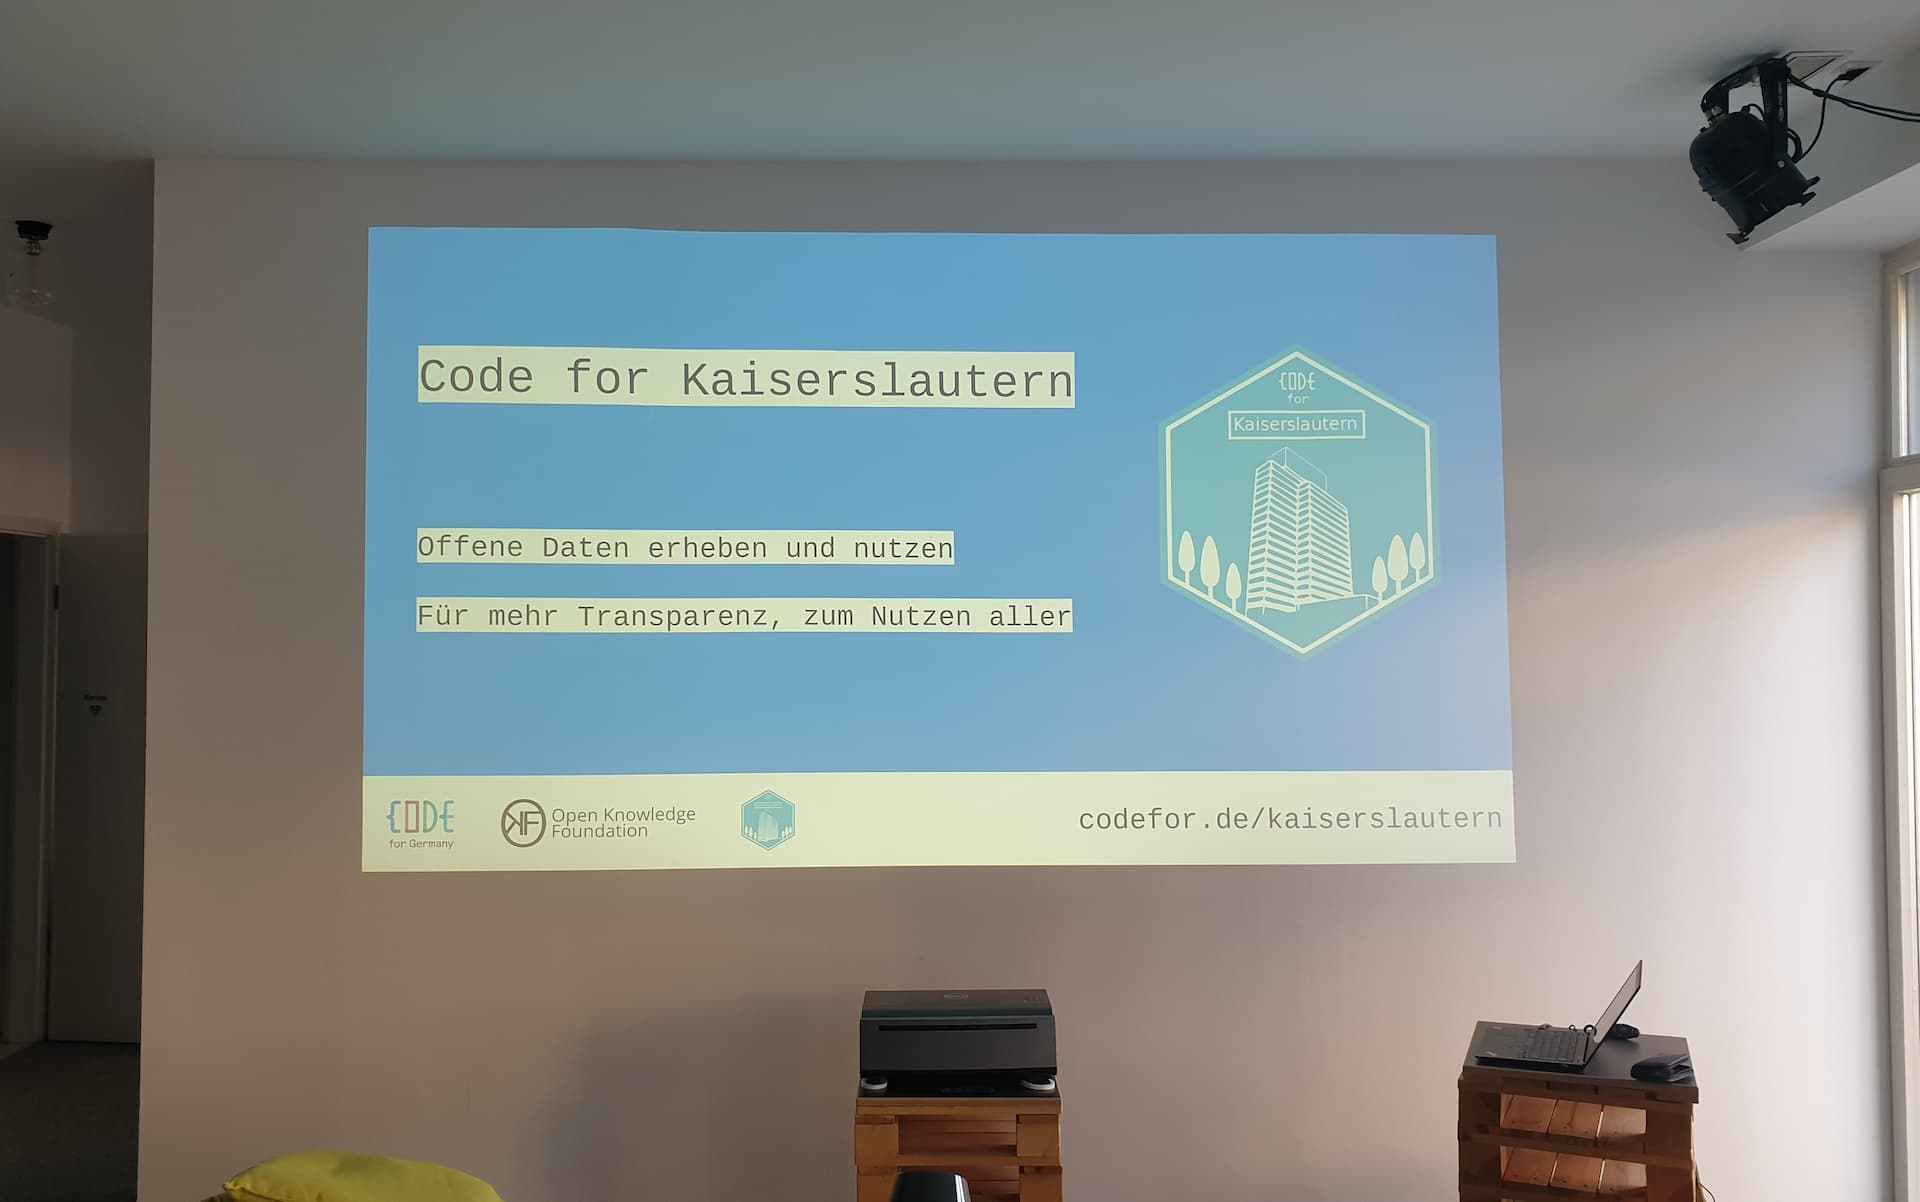 Code for Kaiserslautern
Offene Daten erheben und nutzen
Für mehr Transparenz, zum Nutzen aller
CODE
for
Kaiserslautern
CODE
for Germany
Open Knowledge
Foundation
codefor.de/kaiserslautern